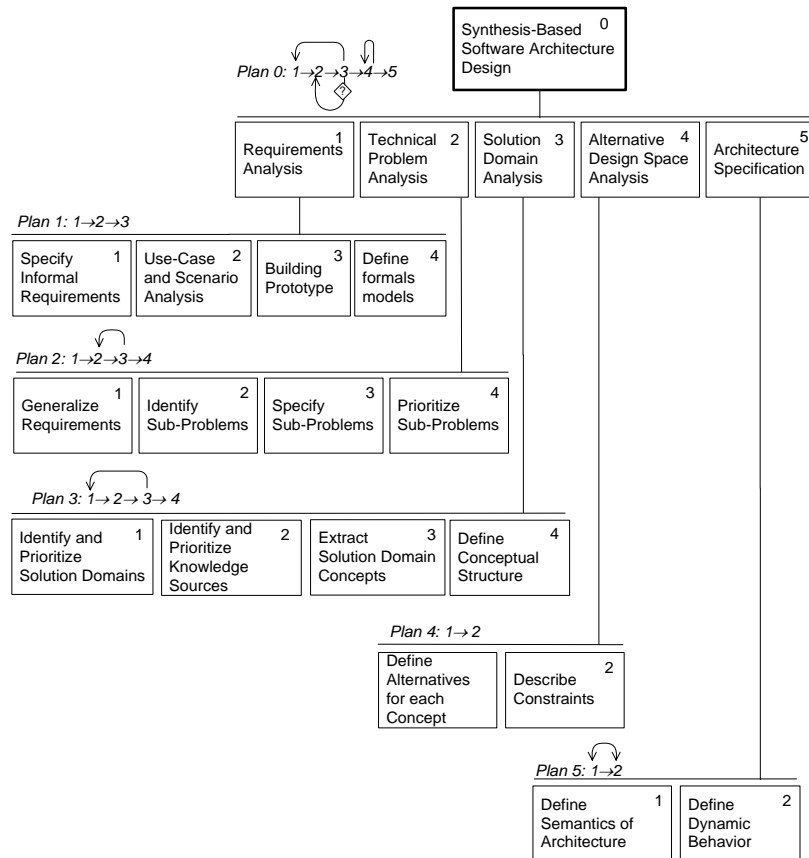 Synthesis-Based 0
Software Architecture
Design
Plan 0: 1→2→3→4→5
?
Requirements 1
Analysis
Technical 2
Problem
Analysis
Solution 3
Domain
Analysis
Alternative 4
Design Space
Analysis
Architecture 5
Specification
Plan 1: 1→2→3
Specify 1
Informal
Requirements
Use-Case 2
and Scenario
Analysis
Building 3
Prototype
Define 4
formals
models
Plan 2: 1→2→3→4
Generalize 1
Requirements
Identify 2
Sub-Problems
Specify 3
Sub-Problems
Prioritize 4
Sub-Problems
Plan 3: 1→ 2→ 3→ 4
Identify and 1
Prioritize
Solution Domains
Identify and 2
Prioritize
Knowledge
Sources
Extract 3
Solution Domain
Concepts
Define 4
Conceptual
Structure
Plan 4: 1→ 2
Define
Alternatives
for each
Concept
Describe 2
Constraints
Plan 5: 1→2
Define 1
Semantics of
Architecture
Define 2
Dynamic
Behavior